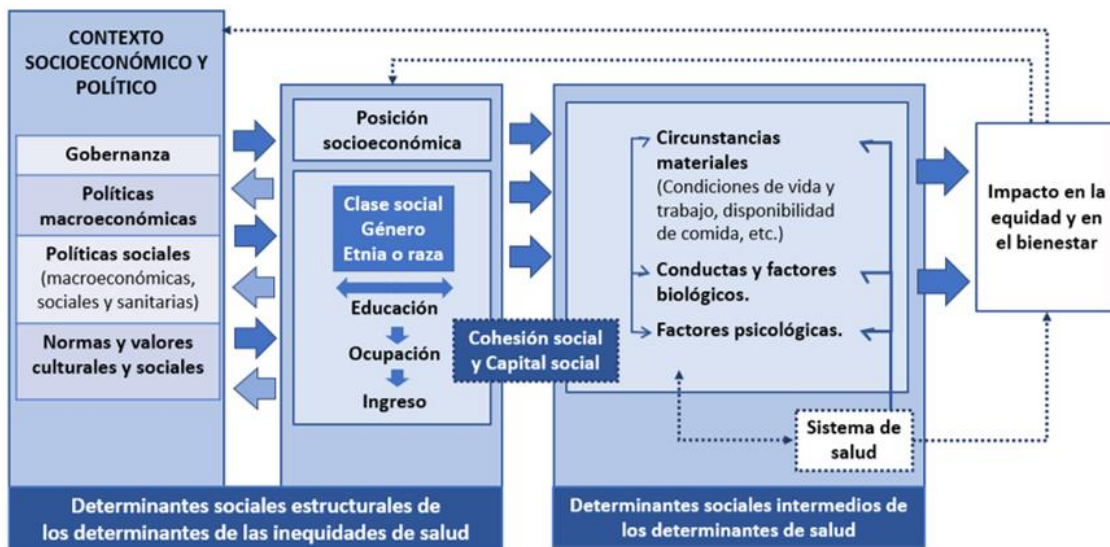 CONTEXTO
SOCIOECONÓMICO Y
POLÍTICO
Gobernanza
Políticas
macroeconómicas
Políticas sociales
(macroeconómicas,
sociales y sanitarias)
Normas y valores
culturales y sociales
Posición
socioeconómica
Clase social
Género
Etnia o raza
Educación
Ocupación
Ingreso
Cohesión social
y Capital social
Circunstancias
materiales
(Condiciones de vida y
trabajo, disponibilidad
de comida, etc.)
Conductas y factores
biológicos.
Factores psicológicas.
Sistema de
salud
Impacto en la
equidad y en
el bienestar
Determinantes sociales estructurales de
los determinantes de las inequidades de salud
Determinantes sociales intermedios de
los determinantes de salud